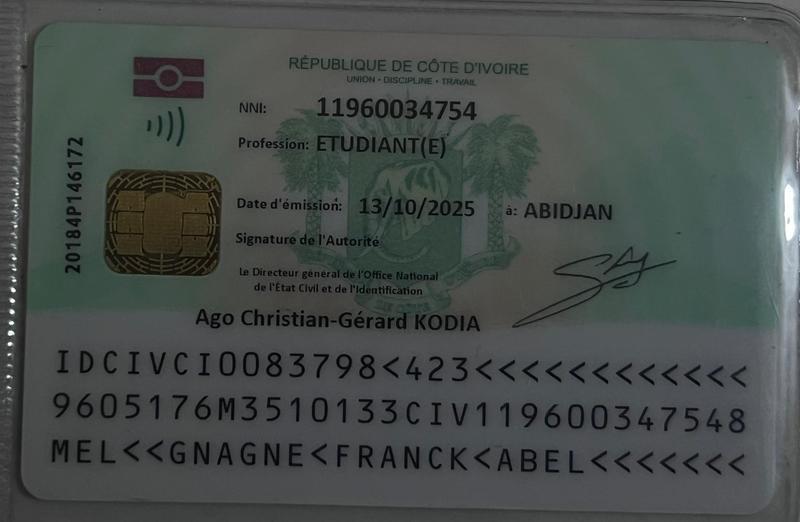 RÉPUBLIQUE DE CÔTE D'IVOIRE
UNION - DISCIPLINE - TRAVAIL
NNI: 11960034754
Profession: ETUDIANT(E)
20184P146172
Date d'émission: 13/10/2025 à: ABIDJAN
Signature de l'Autorité
Le Directeur général de l'Office National
de l'État Civil et de l'Identification
Ago Christian-Gérard KODIA
IDCIVCI0083798<423<<<<<<<<<<<<
9605176M3510133CIV119600347548
MEL<<GNAGNE<FRANCK<ABEL<<<<<<<